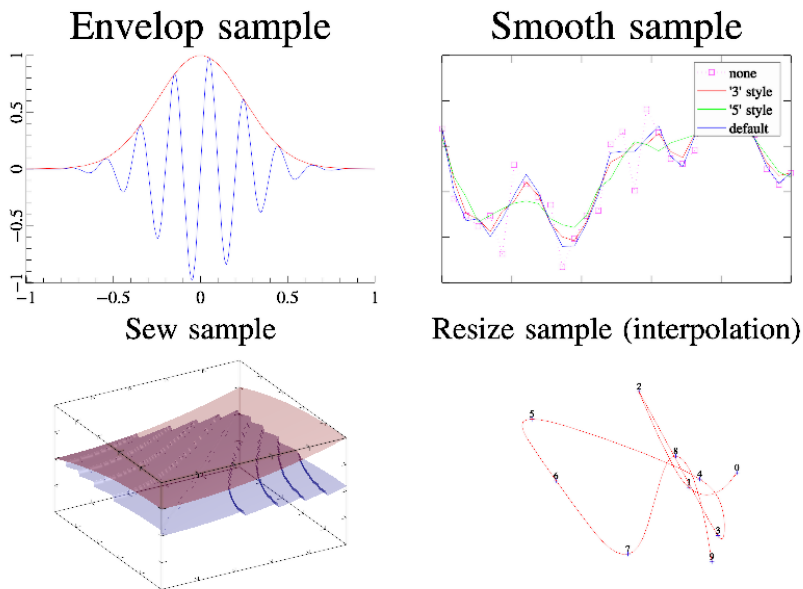 Envelop sample
Smooth sample
1
0.5
0
−0.5
−1
−1
−0.5
0
0.5
1
none
'3' style
'5' style
default
Sew sample
Resize sample (interpolation)
2
5
8
0
4
6
1
3
7
9